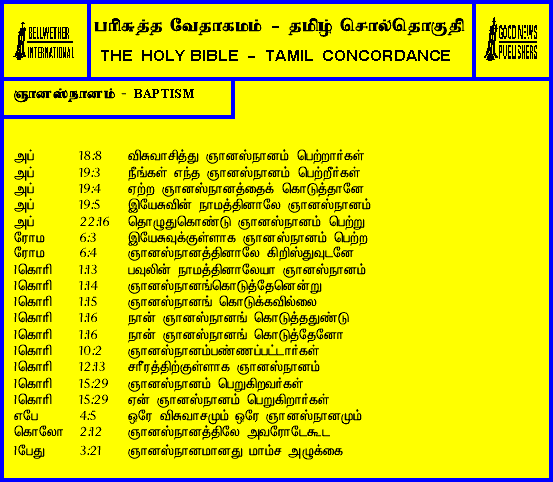 BELLWETHER
INTERNATIONAL
பரிசுத்த வேதாகமம் - தமிழ் சொல்தொகுதி
THE HOLY BIBLE - TAMIL CONCORDANCE
GOOD NEWS
PUBLISHERS
ஞானஸ்நானம் - BAPTISM
அப் 18:8 விசுவாசித்து ஞானஸ்நானம் பெற்றார்கள்
அப் 19:3 நீங்கள் எந்த ஞானஸ்நானம் பெற்றீர்கள்
அப் 19:4 ஏற்ற ஞானஸ்நானத்தைக் கொடுத்தானே
அப் 19:5 இயேசுவின் நாமத்தினாலே ஞானஸ்நானம்
அப் 22:16 தொழுதுகொண்டு ஞானஸ்நானம் பெற்று
ரோம 6:3 இயேசுவுக்குள்ளாக ஞானஸ்நானம் பெற்ற
ரோம 6:4 ஞானஸ்நானத்தினாலே கிறிஸ்துவுடனே
1கொரி 1:13 பவுலின் நாமத்தினாலேயா ஞானஸ்நானம்
1கொரி 1:14 ஞானஸ்நானங்கொடுத்தேனென்று
1கொரி 1:15 ஞானஸ்நானங் கொடுக்கவில்லை
1கொரி 1:16 நான் ஞானஸ்நானங் கொடுத்ததுண்டு
1கொரி 1:16 நான் ஞானஸ்நானங் கொடுத்தேனோ
1கொரி 10:2 ஞானஸ்நானம்பண்ணப்பட்டார்கள்
1கொரி 12:13 சரீரத்திற்குள்ளாக ஞானஸ்நானம்
1கொரி 15:29 ஞானஸ்நானம் பெறுகிறவர்கள்
1கொரி 15:29 ஏன் ஞானஸ்நானம் பெறுகிறார்கள்
எபே 4:5 ஒரே விசுவாசமும் ஒரே ஞானஸ்நானமும்
கொலோ 2:12 ஞானஸ்நானத்திலே அவரோடேகூட
1பேது 3:21 ஞானஸ்நானமானது மாம்ச அழுக்கை